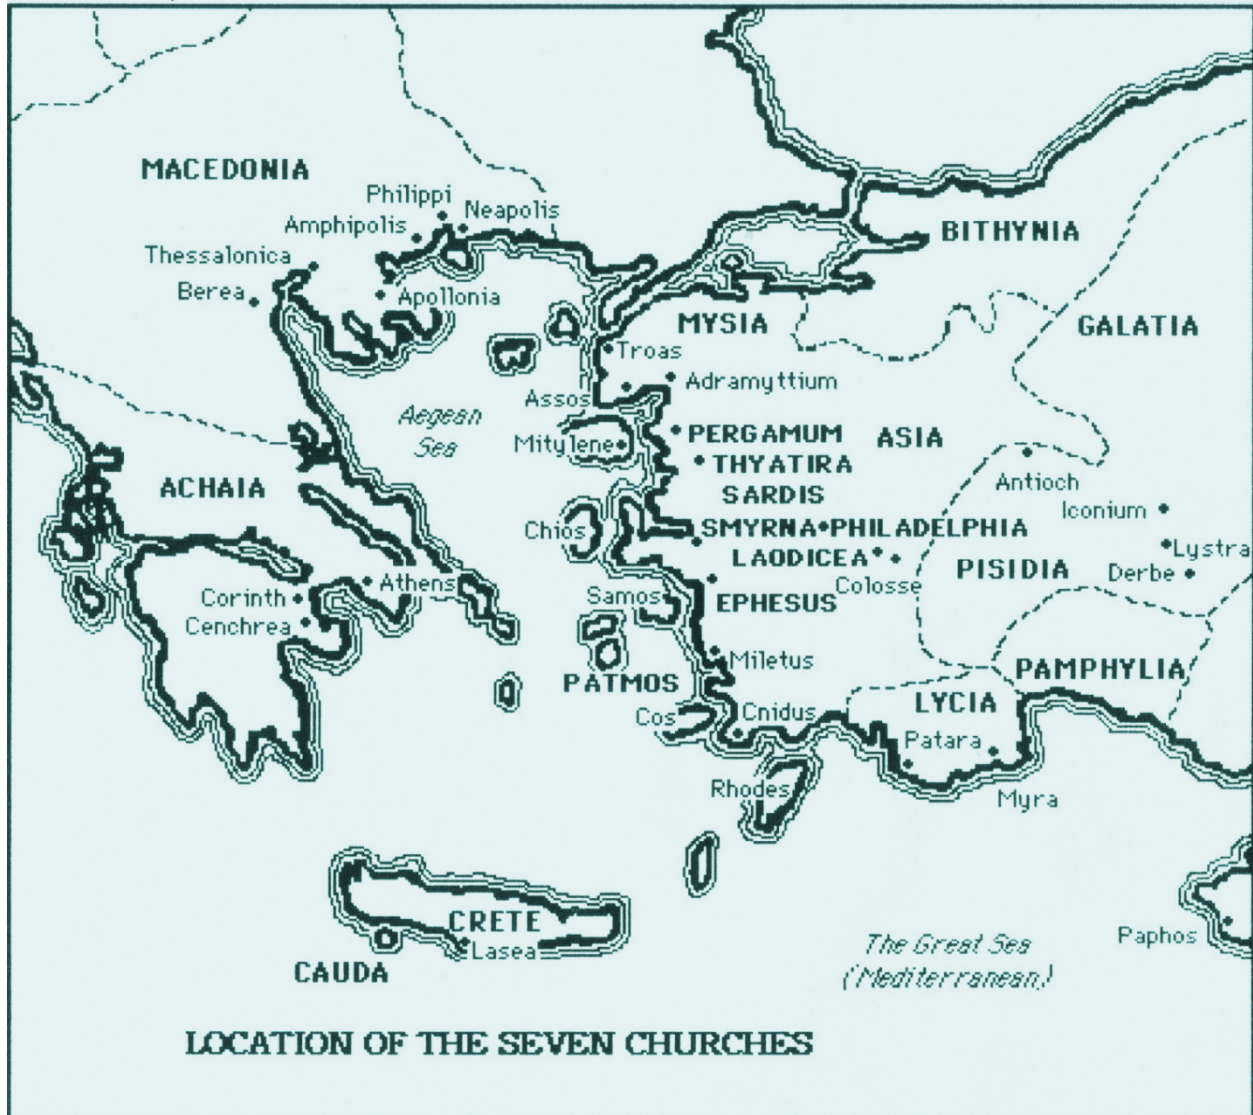 MACEDONIA
Philippi
Neapolis
Amphipolis
BITHYNIA
Thessalonica
Berea
Apollonia
MYSIA
GALATIA
Troas
Adramyttium
Assos
Aegean
Sea
Mitylene
PERGAMUM
ASIA
THYATIRA
Antioch
ACHAIA
SARDIS
Iconium
Chios
SMYRNA
PHILADELPHIA
Lystra
LAODICEA
Colosse
PISIDIA
Derbe
Athens
Corinth
Samos
EPHESUS
Cenchrea
Miletus
PAMPHYLIA
PATMOS
LYCIA
Cos
Cnidus
Patara
Rhodes
Myra
CRETE
Lasea
Paphos
CAUDA
The Great Sea
(Mediterranean)
LOCATION OF THE SEVEN CHURCHES